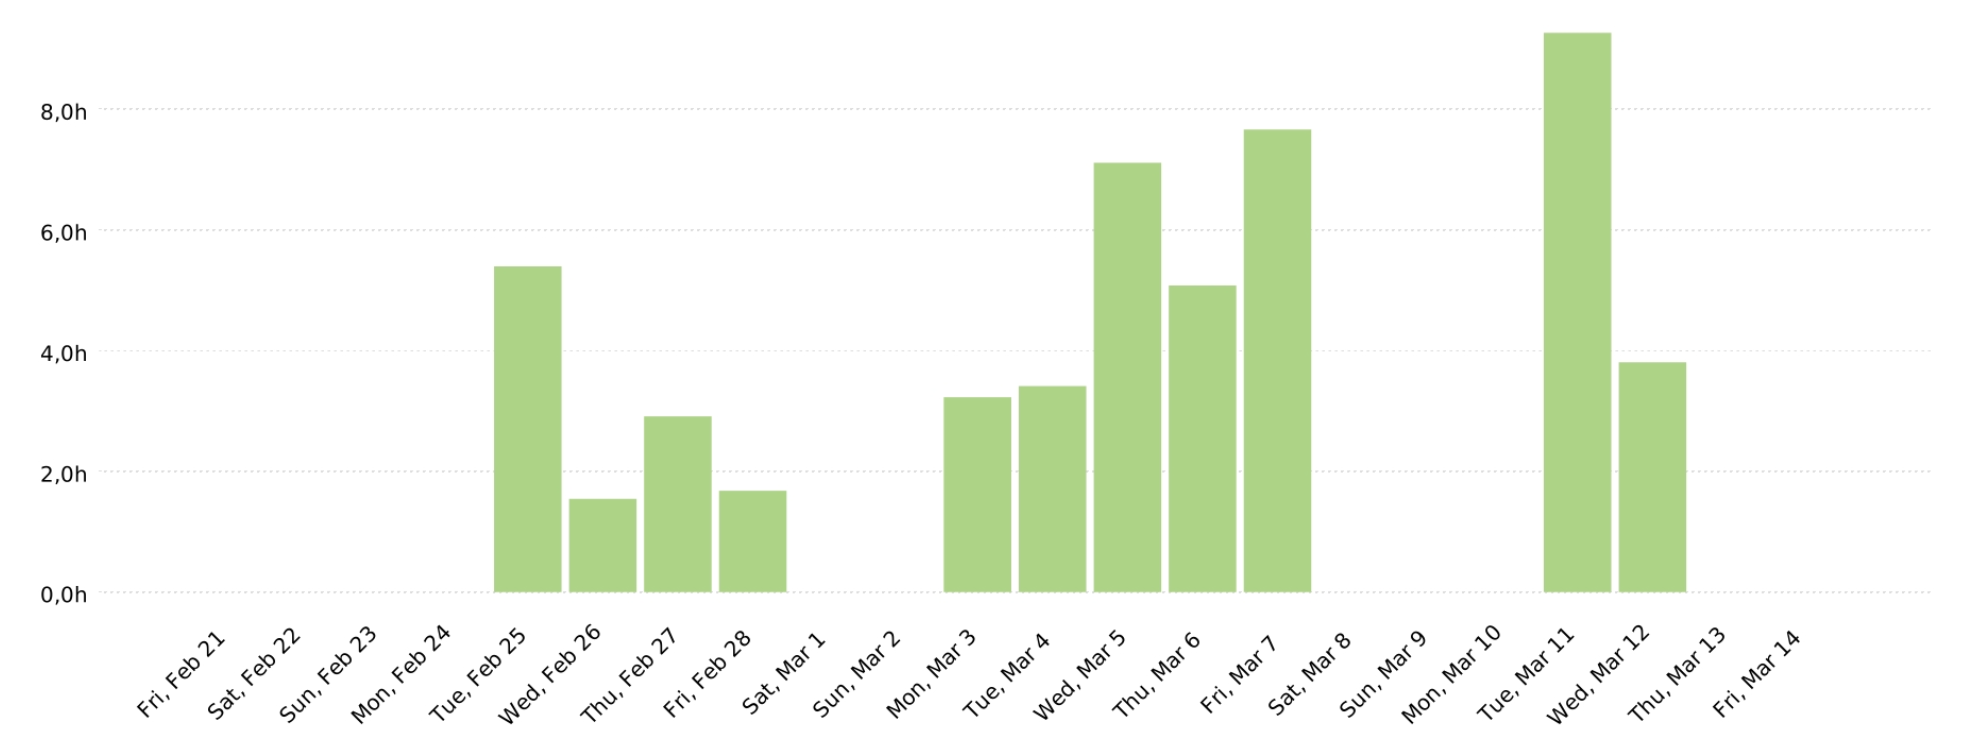 8,0h
6,0h
4,0h
2,0h
0,0h
Fri, Feb 21
Sat, Feb 22
Sun, Feb 23
Mon, Feb 24
Tue, Feb 25
Wed, Feb 26
Thu, Feb 27
Fri, Feb 28
Sat, Mar 1
Sun, Mar 2
Mon, Mar 3
Tue, Mar 4
Wed, Mar 5
Thu, Mar 6
Fri, Mar 7
Sat, Mar 8
Sun, Mar 9
Mon, Mar 10
Tue, Mar 11
Wed, Mar 12
Thu, Mar 13
Fri, Mar 14